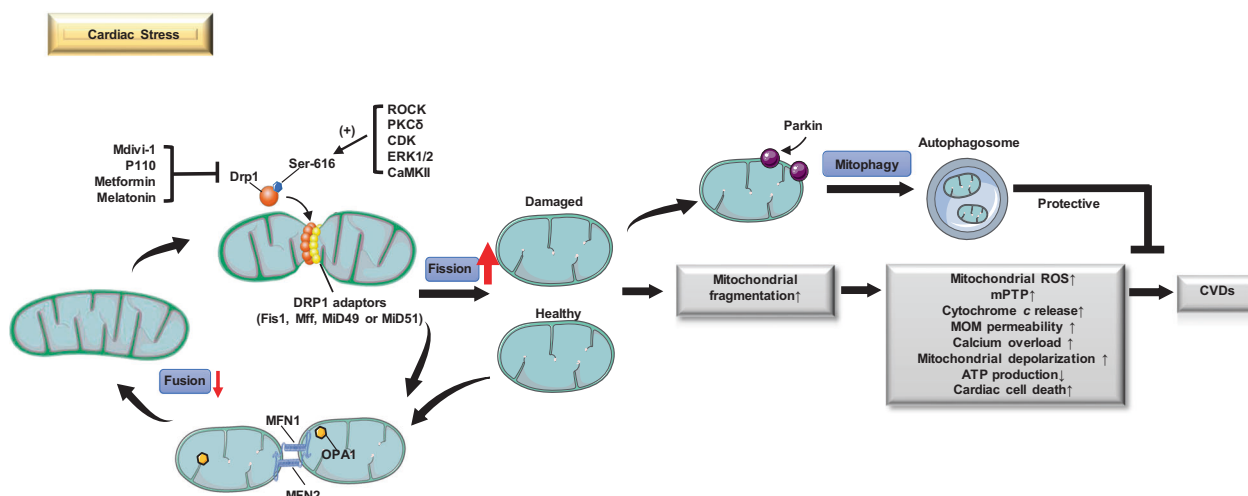 Cardiac Stress
ROCK
PKCδ
CDK
ERK1/2
CaMKII
(+)
Mdivi-1
P110
Metformin
Melatonin
Ser-616
Drp1
DRP1 adaptors
(Fis1, Mff, MiD49 or MiD51)
Fission
Damaged
Healthy
Fusion
MFN1
OPA1
MFN2
Parkin
Mitophagy
Autophagosome
Protective
Mitochondrial
fragmentation↑
Mitochondrial ROS↑
mPTP↑
Cytochrome c release↑
MOM permeability ↑
Calcium overload ↑
Mitochondrial depolarization ↑
ATP production↓
Cardiac cell death↑
CVDs